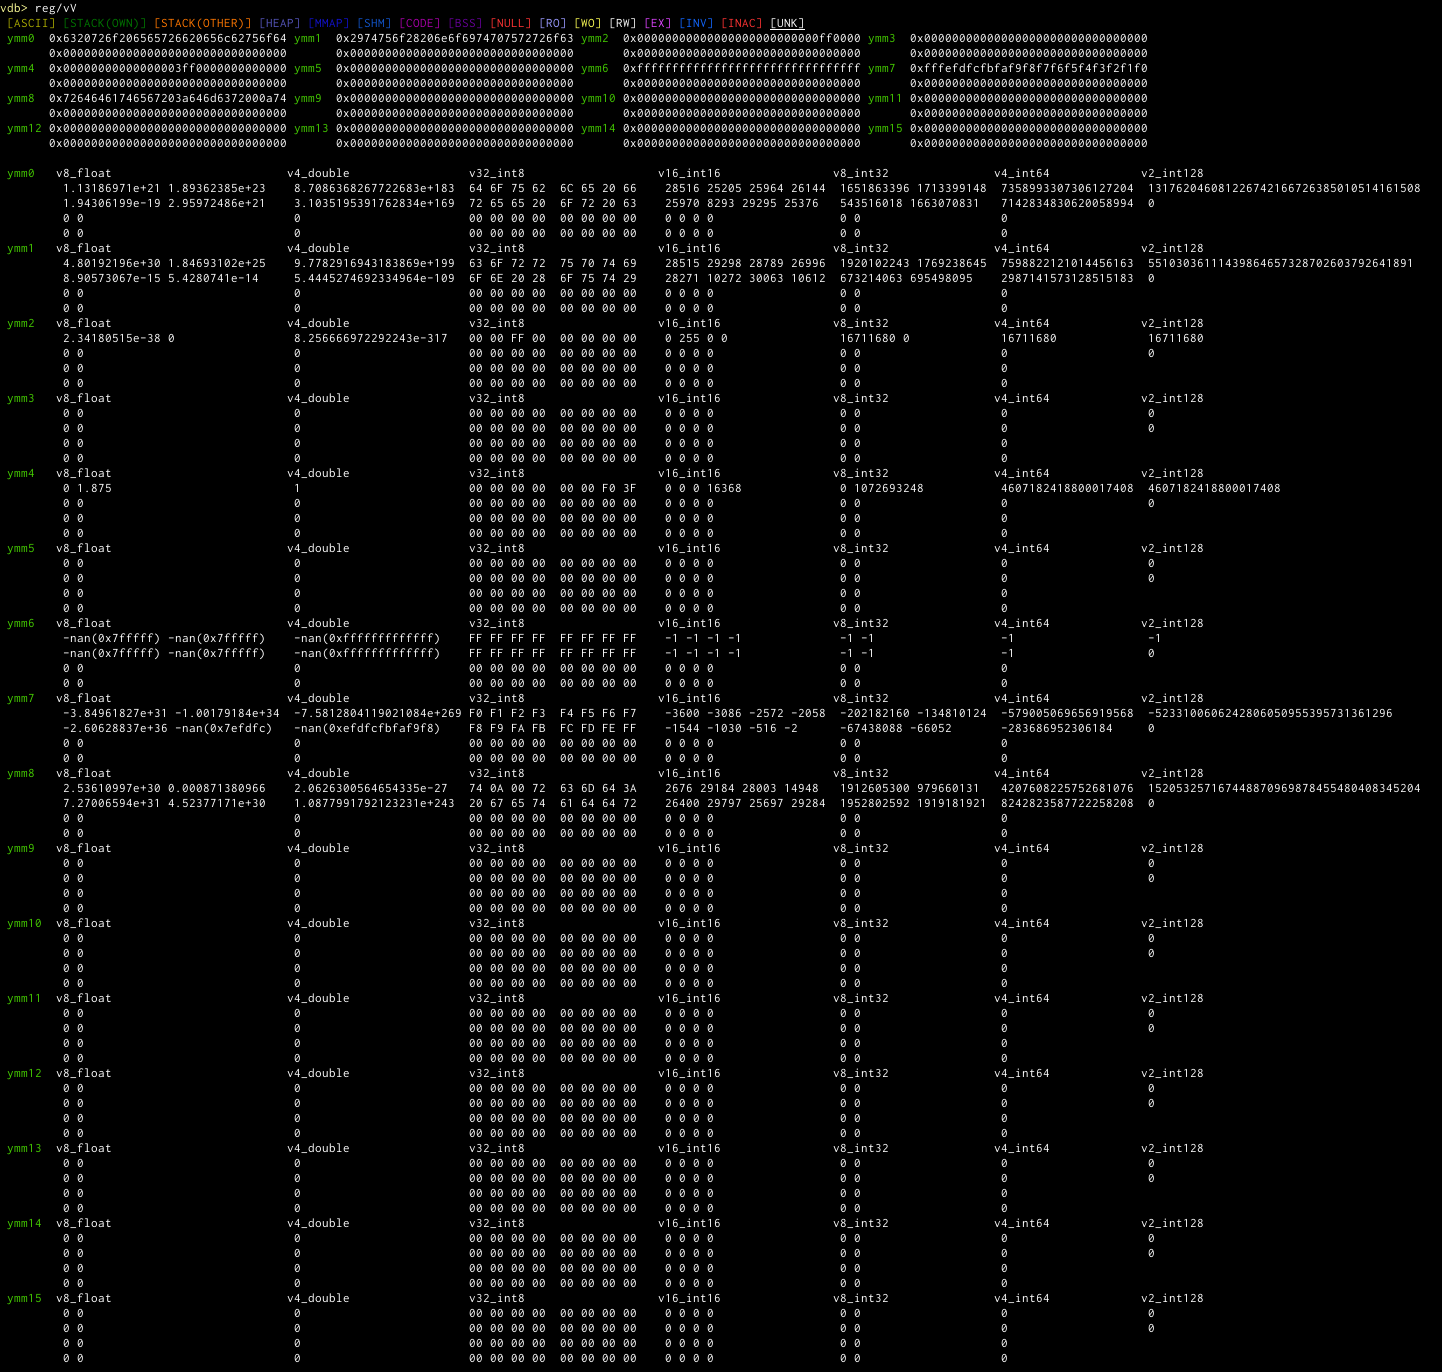 vdb> reg/vV
[ASCII] [STACK(OWN)] [STACK(OTHER)] [HEAP] [MMAP] [SHM] [CODE] [BSS] [NULL] [RO] [WO] [RW] [EX] [INV] [INAC] [UNK]
ymm0 0x6320726f206565726620656c62756f64 ymm1 0x2974756f28206e6f6974707572726f63 ymm2 0x00000000000000000000000000ff0000 ymm3 0x00000000000000000000000000000000
0x00000000000000000000000000000000 0x00000000000000000000000000000000 0x00000000000000000000000000000000 0x00000000000000000000000000000000
ymm4 0x00000000000000003ff0000000000000 ymm5 0x00000000000000000000000000000000 ymm6 0xffffffffffffffffffffffffffffffff ymm7 0xfffefdfcfbfaf9f8f7f6f5f4f3f2f1f0
0x00000000000000000000000000000000 0x00000000000000000000000000000000 0x00000000000000000000000000000000 0x00000000000000000000000000000000
ymm8 0x72646461746567203a646d6372000a74 ymm9 0x00000000000000000000000000000000 ymm10 0x00000000000000000000000000000000 ymm11 0x00000000000000000000000000000000
0x00000000000000000000000000000000 0x00000000000000000000000000000000 0x00000000000000000000000000000000 0x00000000000000000000000000000000
ymm12 0x00000000000000000000000000000000 ymm13 0x00000000000000000000000000000000 ymm14 0x00000000000000000000000000000000 ymm15 0x00000000000000000000000000000000
0x00000000000000000000000000000000 0x00000000000000000000000000000000 0x00000000000000000000000000000000 0x00000000000000000000000000000000
ymm0 v8_float v4_double v32_int8 v16_int16 v8_int32 v4_int64 v2_int128
1.13186971e+21 1.89362385e+23 8.7086368267722683e+183 64 6F 75 62 6C 65 20 66 28516 25205 25964 26144 1651863396 1713399148 7358993307306127204 131762046081226742166726385010514161508
1.94306199e-19 2.95972486e+21 3.1035195391762834e+169 72 65 65 20 6F 72 20 63 25970 8293 29295 25376 543516018 1663070831 7142834830620058994 0
0 0 0 00 00 00 00 00 00 00 00 0 0 0 0 0 0 0
0 0 0 00 00 00 00 00 00 00 00 0 0 0 0 0 0 0
ymm1 v8_float v4_double v32_int8 v16_int16 v8_int32 v4_int64 v2_int128
4.80192196e+30 1.84693102e+25 9.7782916943183869e+199 63 6F 72 72 75 70 74 69 28515 29298 28789 26996 1920102243 1769238645 7598822121014456163 55103036111439864657328702603792641891
8.90573067e-15 5.4280741e-14 5.4445274692334964e-109 6F 6E 20 28 6F 75 74 29 28271 10272 30063 10612 673214063 695498095 2987141573128515183 0
0 0 0 00 00 00 00 00 00 00 00 0 0 0 0 0 0 0
0 0 0 00 00 00 00 00 00 00 00 0 0 0 0 0 0 0
ymm2 v8_float v4_double v32_int8 v16_int16 v8_int32 v4_int64 v2_int128
2.34180515e-38 0 8.256666972292243e-317 00 00 FF 00 00 00 00 00 0 255 0 0 16711680 0 16711680 16711680
0 0 0 00 00 00 00 00 00 00 00 0 0 0 0 0 0 0 0
0 0 0 00 00 00 00 00 00 00 00 0 0 0 0 0 0 0
0 0 0 00 00 00 00 00 00 00 00 0 0 0 0 0 0 0
ymm3 v8_float v4_double v32_int8 v16_int16 v8_int32 v4_int64 v2_int128
0 0 0 00 00 00 00 00 00 00 00 0 0 0 0 0 0 0 0
0 0 0 00 00 00 00 00 00 00 00 0 0 0 0 0 0 0 0
0 0 0 00 00 00 00 00 00 00 00 0 0 0 0 0 0 0
0 0 0 00 00 00 00 00 00 00 00 0 0 0 0 0 0 0
ymm4 v8_float v4_double v32_int8 v16_int16 v8_int32 v4_int64 v2_int128
0 1.875 1 00 00 00 00 00 00 F0 3F 0 0 0 16368 0 1072693248 4607182418800017408 4607182418800017408
0 0 0 00 00 00 00 00 00 00 00 0 0 0 0 0 0 0 0
0 0 0 00 00 00 00 00 00 00 00 0 0 0 0 0 0 0
0 0 0 00 00 00 00 00 00 00 00 0 0 0 0 0 0 0
ymm5 v8_float v4_double v32_int8 v16_int16 v8_int32 v4_int64 v2_int128
0 0 0 00 00 00 00 00 00 00 00 0 0 0 0 0 0 0 0
0 0 0 00 00 00 00 00 00 00 00 0 0 0 0 0 0 0 0
0 0 0 00 00 00 00 00 00 00 00 0 0 0 0 0 0 0
0 0 0 00 00 00 00 00 00 00 00 0 0 0 0 0 0 0
ymm6 v8_float v4_double v32_int8 v16_int16 v8_int32 v4_int64 v2_int128
-nan(0x7fffff) -nan(0x7fffff) -nan(0xfffffffffffff) FF FF FF FF FF FF FF FF -1 -1 -1 -1 -1 -1 -1 -1
-nan(0x7fffff) -nan(0x7fffff) -nan(0xfffffffffffff) FF FF FF FF FF FF FF FF -1 -1 -1 -1 -1 -1 -1 0
0 0 0 00 00 00 00 00 00 00 00 0 0 0 0 0 0 0
0 0 0 00 00 00 00 00 00 00 00 0 0 0 0 0 0 0
ymm7 v8_float v4_double v32_int8 v16_int16 v8_int32 v4_int64 v2_int128
-3.84961827e+31 -1.00179184e+34 -7.5812804119021084e+269 F0 F1 F2 F3 F4 F5 F6 F7 -3600 -3086 -2572 -2058 -202182160 -134810124 -579005069656919568 -5233100606242806050955395731361296
-2.60628837e+36 -nan(0x7efdfc) -nan(0xefdfcfbfaf9f8) F8 F9 FA FB FC FD FE FF -1544 -1030 -516 -2 -67438088 -66052 -283686952306184 0
0 0 0 00 00 00 00 00 00 00 00 0 0 0 0 0 0 0
0 0 0 00 00 00 00 00 00 00 00 0 0 0 0 0 0 0
ymm8 v8_float v4_double v32_int8 v16_int16 v8_int32 v4_int64 v2_int128
2.53610997e+30 0.000871380966 2.0626300564654335e-27 74 0A 00 72 63 6D 64 3A 2676 29184 28003 14948 1912605300 979660131 4207608225752681076 152053257167448870969878455480408345204
7.27006594e+31 4.52377171e+30 1.0877991792123231e+243 20 67 65 74 61 64 64 72 26400 29797 25697 29284 1952802592 1919181921 8242823587722258208 0
0 0 0 00 00 00 00 00 00 00 00 0 0 0 0 0 0 0
0 0 0 00 00 00 00 00 00 00 00 0 0 0 0 0 0 0
ymm9 v8_float v4_double v32_int8 v16_int16 v8_int32 v4_int64 v2_int128
0 0 0 00 00 00 00 00 00 00 00 0 0 0 0 0 0 0 0
0 0 0 00 00 00 00 00 00 00 00 0 0 0 0 0 0 0 0
0 0 0 00 00 00 00 00 00 00 00 0 0 0 0 0 0 0
0 0 0 00 00 00 00 00 00 00 00 0 0 0 0 0 0 0
ymm10 v8_float v4_double v32_int8 v16_int16 v8_int32 v4_int64 v2_int128
0 0 0 00 00 00 00 00 00 00 00 0 0 0 0 0 0 0 0
0 0 0 00 00 00 00 00 00 00 00 0 0 0 0 0 0 0 0
0 0 0 00 00 00 00 00 00 00 00 0 0 0 0 0 0 0
0 0 0 00 00 00 00 00 00 00 00 0 0 0 0 0 0 0
ymm11 v8_float v4_double v32_int8 v16_int16 v8_int32 v4_int64 v2_int128
0 0 0 00 00 00 00 00 00 00 00 0 0 0 0 0 0 0 0
0 0 0 00 00 00 00 00 00 00 00 0 0 0 0 0 0 0 0
0 0 0 00 00 00 00 00 00 00 00 0 0 0 0 0 0 0
0 0 0 00 00 00 00 00 00 00 00 0 0 0 0 0 0 0
ymm12 v8_float v4_double v32_int8 v16_int16 v8_int32 v4_int64 v2_int128
0 0 0 00 00 00 00 00 00 00 00 0 0 0 0 0 0 0 0
0 0 0 00 00 00 00 00 00 00 00 0 0 0 0 0 0 0 0
0 0 0 00 00 00 00 00 00 00 00 0 0 0 0 0 0 0
0 0 0 00 00 00 00 00 00 00 00 0 0 0 0 0 0 0
ymm13 v8_float v4_double v32_int8 v16_int16 v8_int32 v4_int64 v2_int128
0 0 0 00 00 00 00 00 00 00 00 0 0 0 0 0 0 0 0
0 0 0 00 00 00 00 00 00 00 00 0 0 0 0 0 0 0 0
0 0 0 00 00 00 00 00 00 00 00 0 0 0 0 0 0 0
0 0 0 00 00 00 00 00 00 00 00 0 0 0 0 0 0 0
ymm14 v8_float v4_double v32_int8 v16_int16 v8_int32 v4_int64 v2_int128
0 0 0 00 00 00 00 00 00 00 00 0 0 0 0 0 0 0 0
0 0 0 00 00 00 00 00 00 00 00 0 0 0 0 0 0 0 0
0 0 0 00 00 00 00 00 00 00 00 0 0 0 0 0 0 0
0 0 0 00 00 00 00 00 00 00 00 0 0 0 0 0 0 0
ymm15 v8_float v4_double v32_int8 v16_int16 v8_int32 v4_int64 v2_int128
0 0 0 00 00 00 00 00 00 00 00 0 0 0 0 0 0 0 0
0 0 0 00 00 00 00 00 00 00 00 0 0 0 0 0 0 0 0
0 0 0 00 00 00 00 00 00 00 00 0 0 0 0 0 0 0
0 0 0 00 00 00 00 00 00 00 00 0 0 0 0 0 0 0